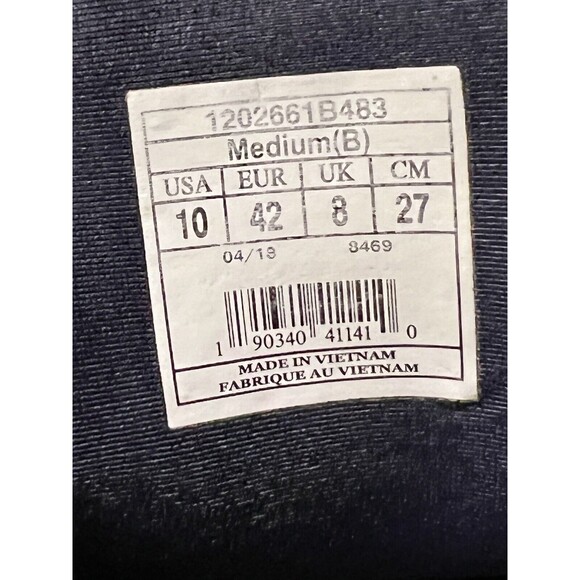 1202661B483
Medium(B)
USA EUR UK CM
10 42 8 27
04/18 8469
1 90340 41141 0
MADE IN VIETNAM
FABRIQUE AU VIETNAM